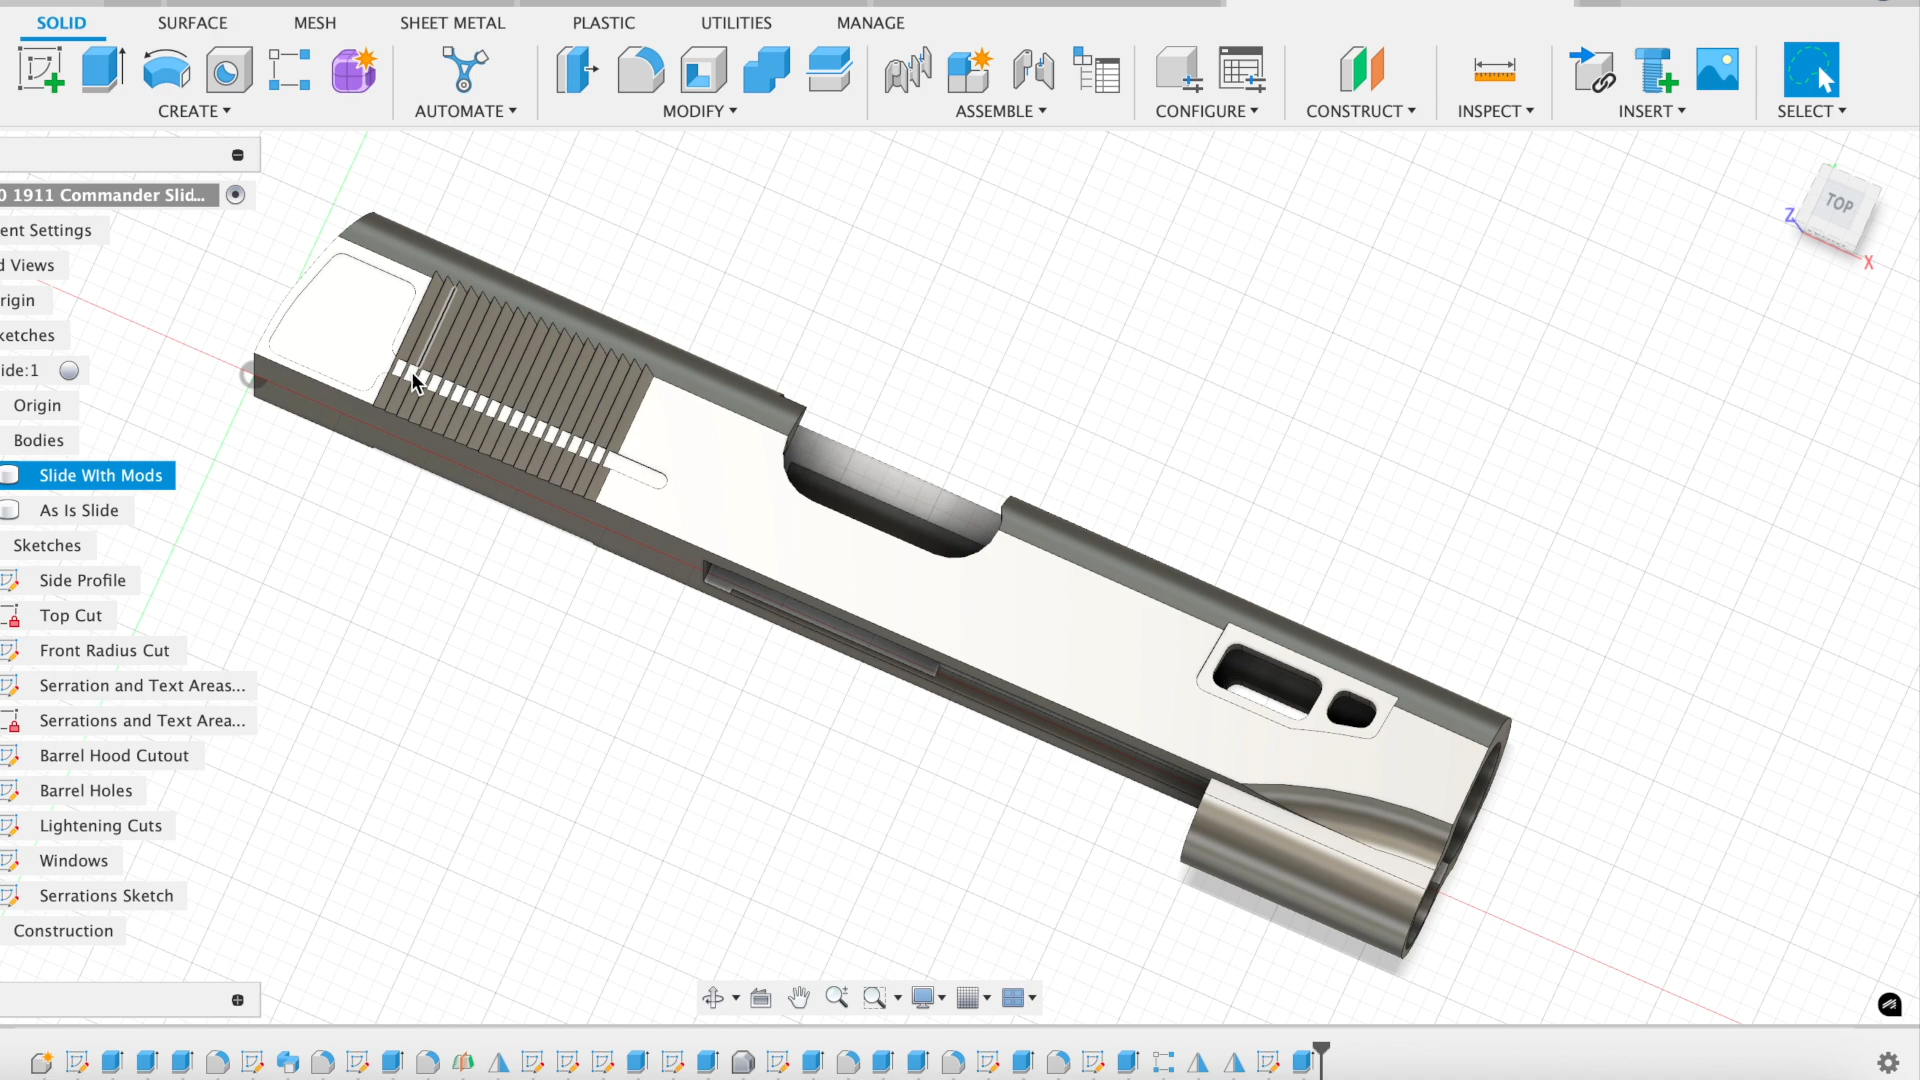 SOLID SURFACE MESH SHEET METAL PLASTIC UTILITIES MANAGE
CREATE AUTOMATE MODIFY ASSEMBLE CONFIGURE CONSTRUCT INSPECT INSERT SELECT
0 1911 Commander Slid...
ent Settings
d Views
rigin
ketches
ide:1
Origin
Bodies
Slide WIth Mods
As Is Slide
Sketches
Side Profile
Top Cut
Front Radius Cut
Serration and Text Areas...
Serrations and Text Area...
Barrel Hood Cutout
Barrel Holes
Lightening Cuts
Windows
Serrations Sketch
Construction
TOP
Z
X